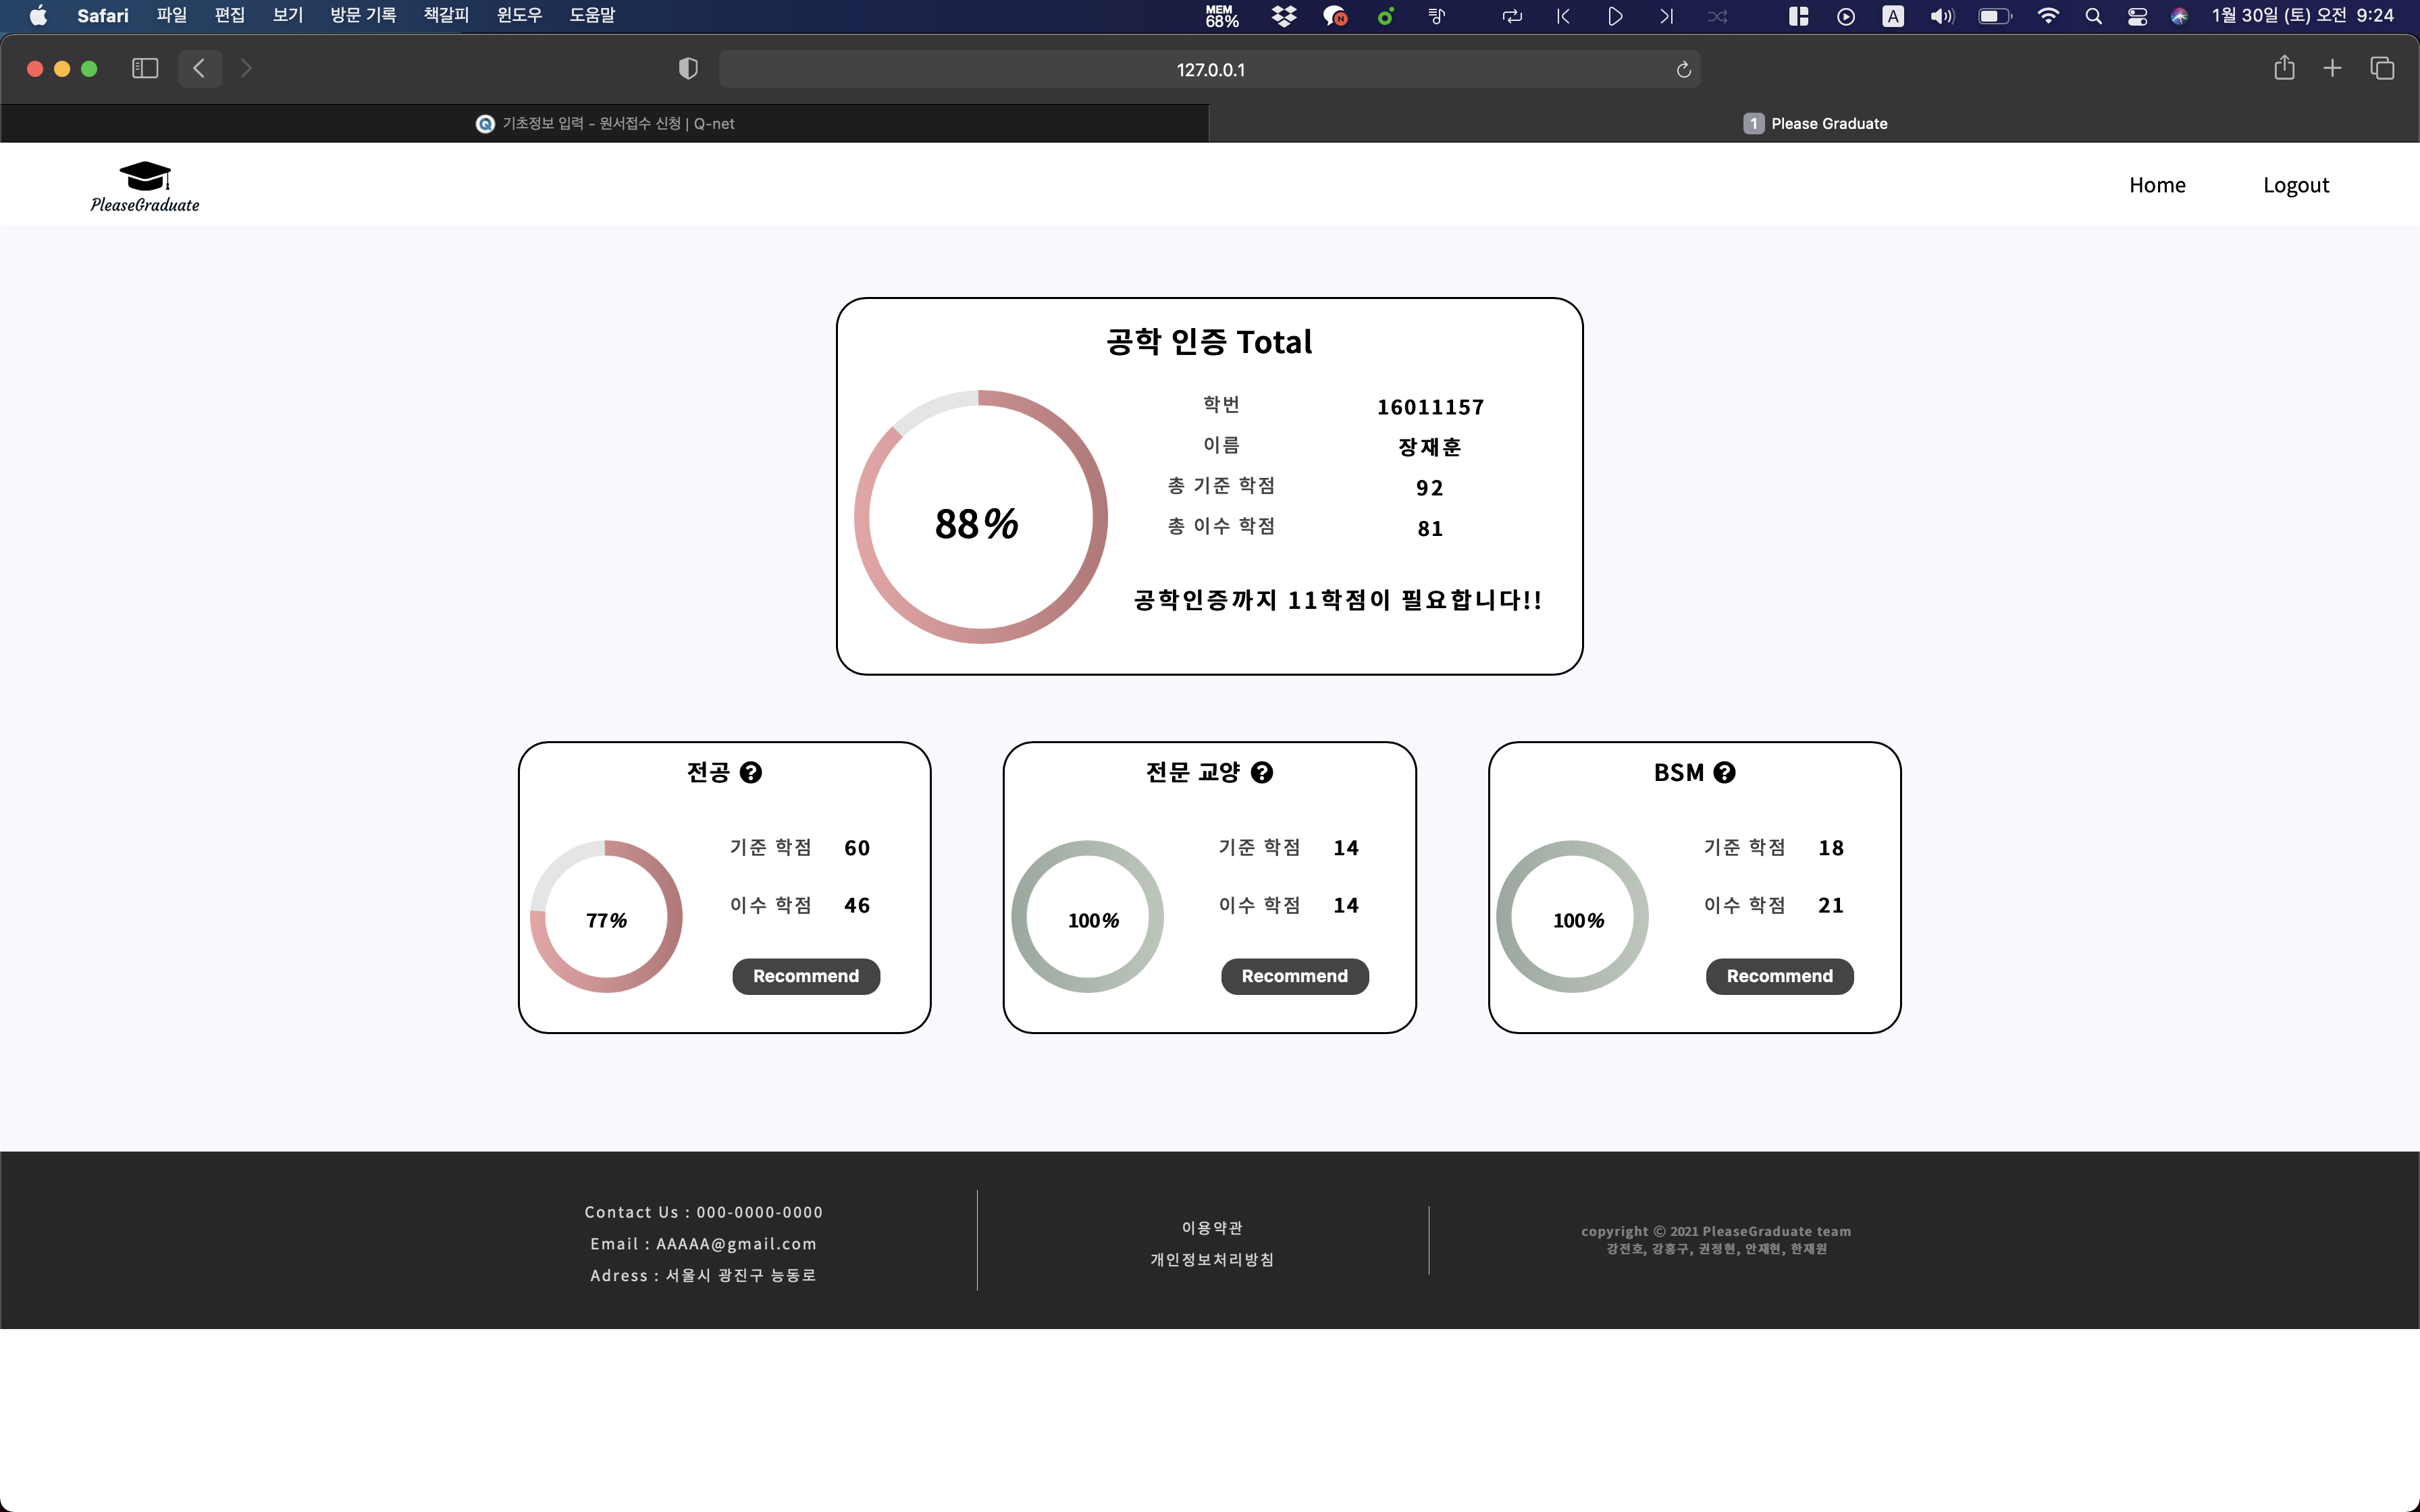 Safari 파일 편집 보기 방문 기록 책갈피 윈도우 도움말 MEM 68% N A 1월 30일 (토) 오전 9:24
127.0.0.1
Q 기초정보 입력 - 원서접수 신청 | Q-net
1 Please Graduate
PleaseGraduate
Home Logout
공학 인증 Total
88%
학번 16011157
이름 장재훈
총 기준 학점 92
총 이수 학점 81
공학인증까지 11학점이 필요합니다!!
전공 ?
기준 학점 60
이수 학점 46
77%
Recommend
전문 교양 ?
기준 학점 14
이수 학점 14
100%
Recommend
BSM ?
기준 학점 18
이수 학점 21
100%
Recommend
Contact Us : 000-0000-0000
Email : AAAAA@gmail.com
Adress : 서울시 광진구 능동로
이용약관
개인정보처리방침
copyright © 2021 PleaseGraduate team
강전호, 강홍구, 권정현, 안재현, 한재원